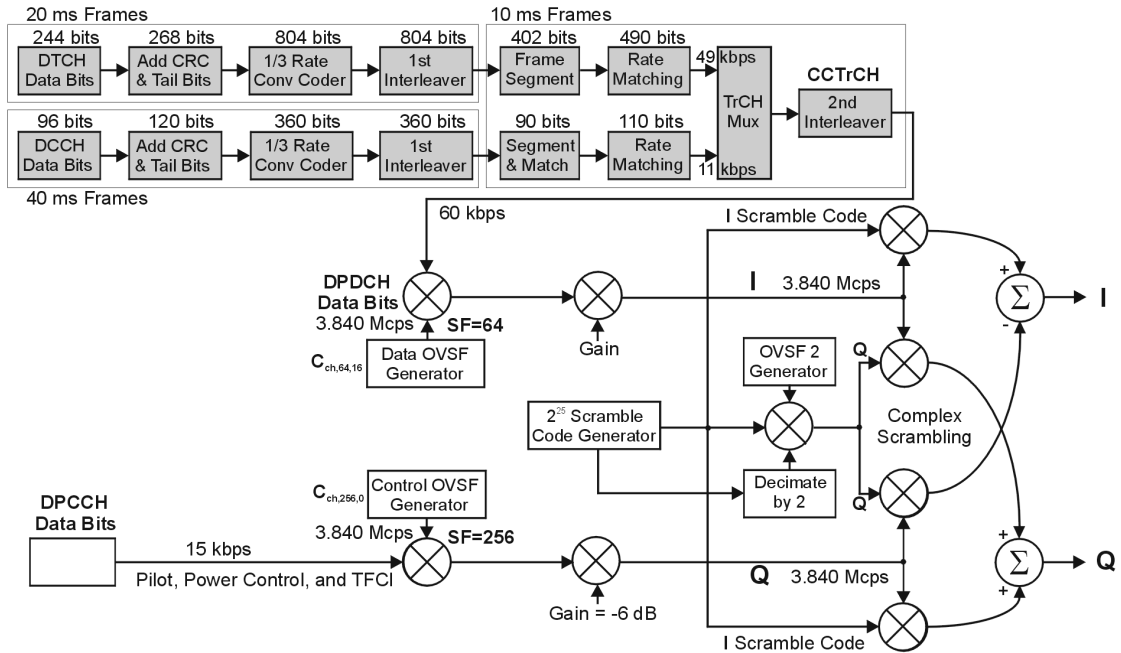 20 ms Frames
10 ms Frames
244 bits
268 bits
804 bits
804 bits
402 bits
490 bits
DTCH
Data Bits
Add CRC
& Tail Bits
1/3 Rate
Conv Coder
1st
Interleaver
Frame
Segment
Rate
Matching
49 kbps
TrCH
Mux
CCTrCH
2nd
Interleaver
96 bits
120 bits
360 bits
360 bits
90 bits
110 bits
DCCH
Data Bits
Add CRC
& Tail Bits
1/3 Rate
Conv Coder
1st
Interleaver
Segment
& Match
Rate
Matching
11 kbps
40 ms Frames
60 kbps
I Scramble Code
DPDCH
Data Bits
3.840 Mcps
SF=64
I 3.840 Mcps
+
Σ
I
-
Gain
C ch,64,16
Data OVSF
Generator
OVSF 2
Generator
Q
2^25 Scramble
Code Generator
Complex
Scrambling
Decimate
by 2
Q
DPCCH
Data Bits
C ch,256,0
Control OVSF
Generator
3.840 Mcps
SF=256
15 kbps
Pilot, Power Control, and TFCI
Gain = -6 dB
Q 3.840 Mcps
+
Σ
Q
+
I Scramble Code